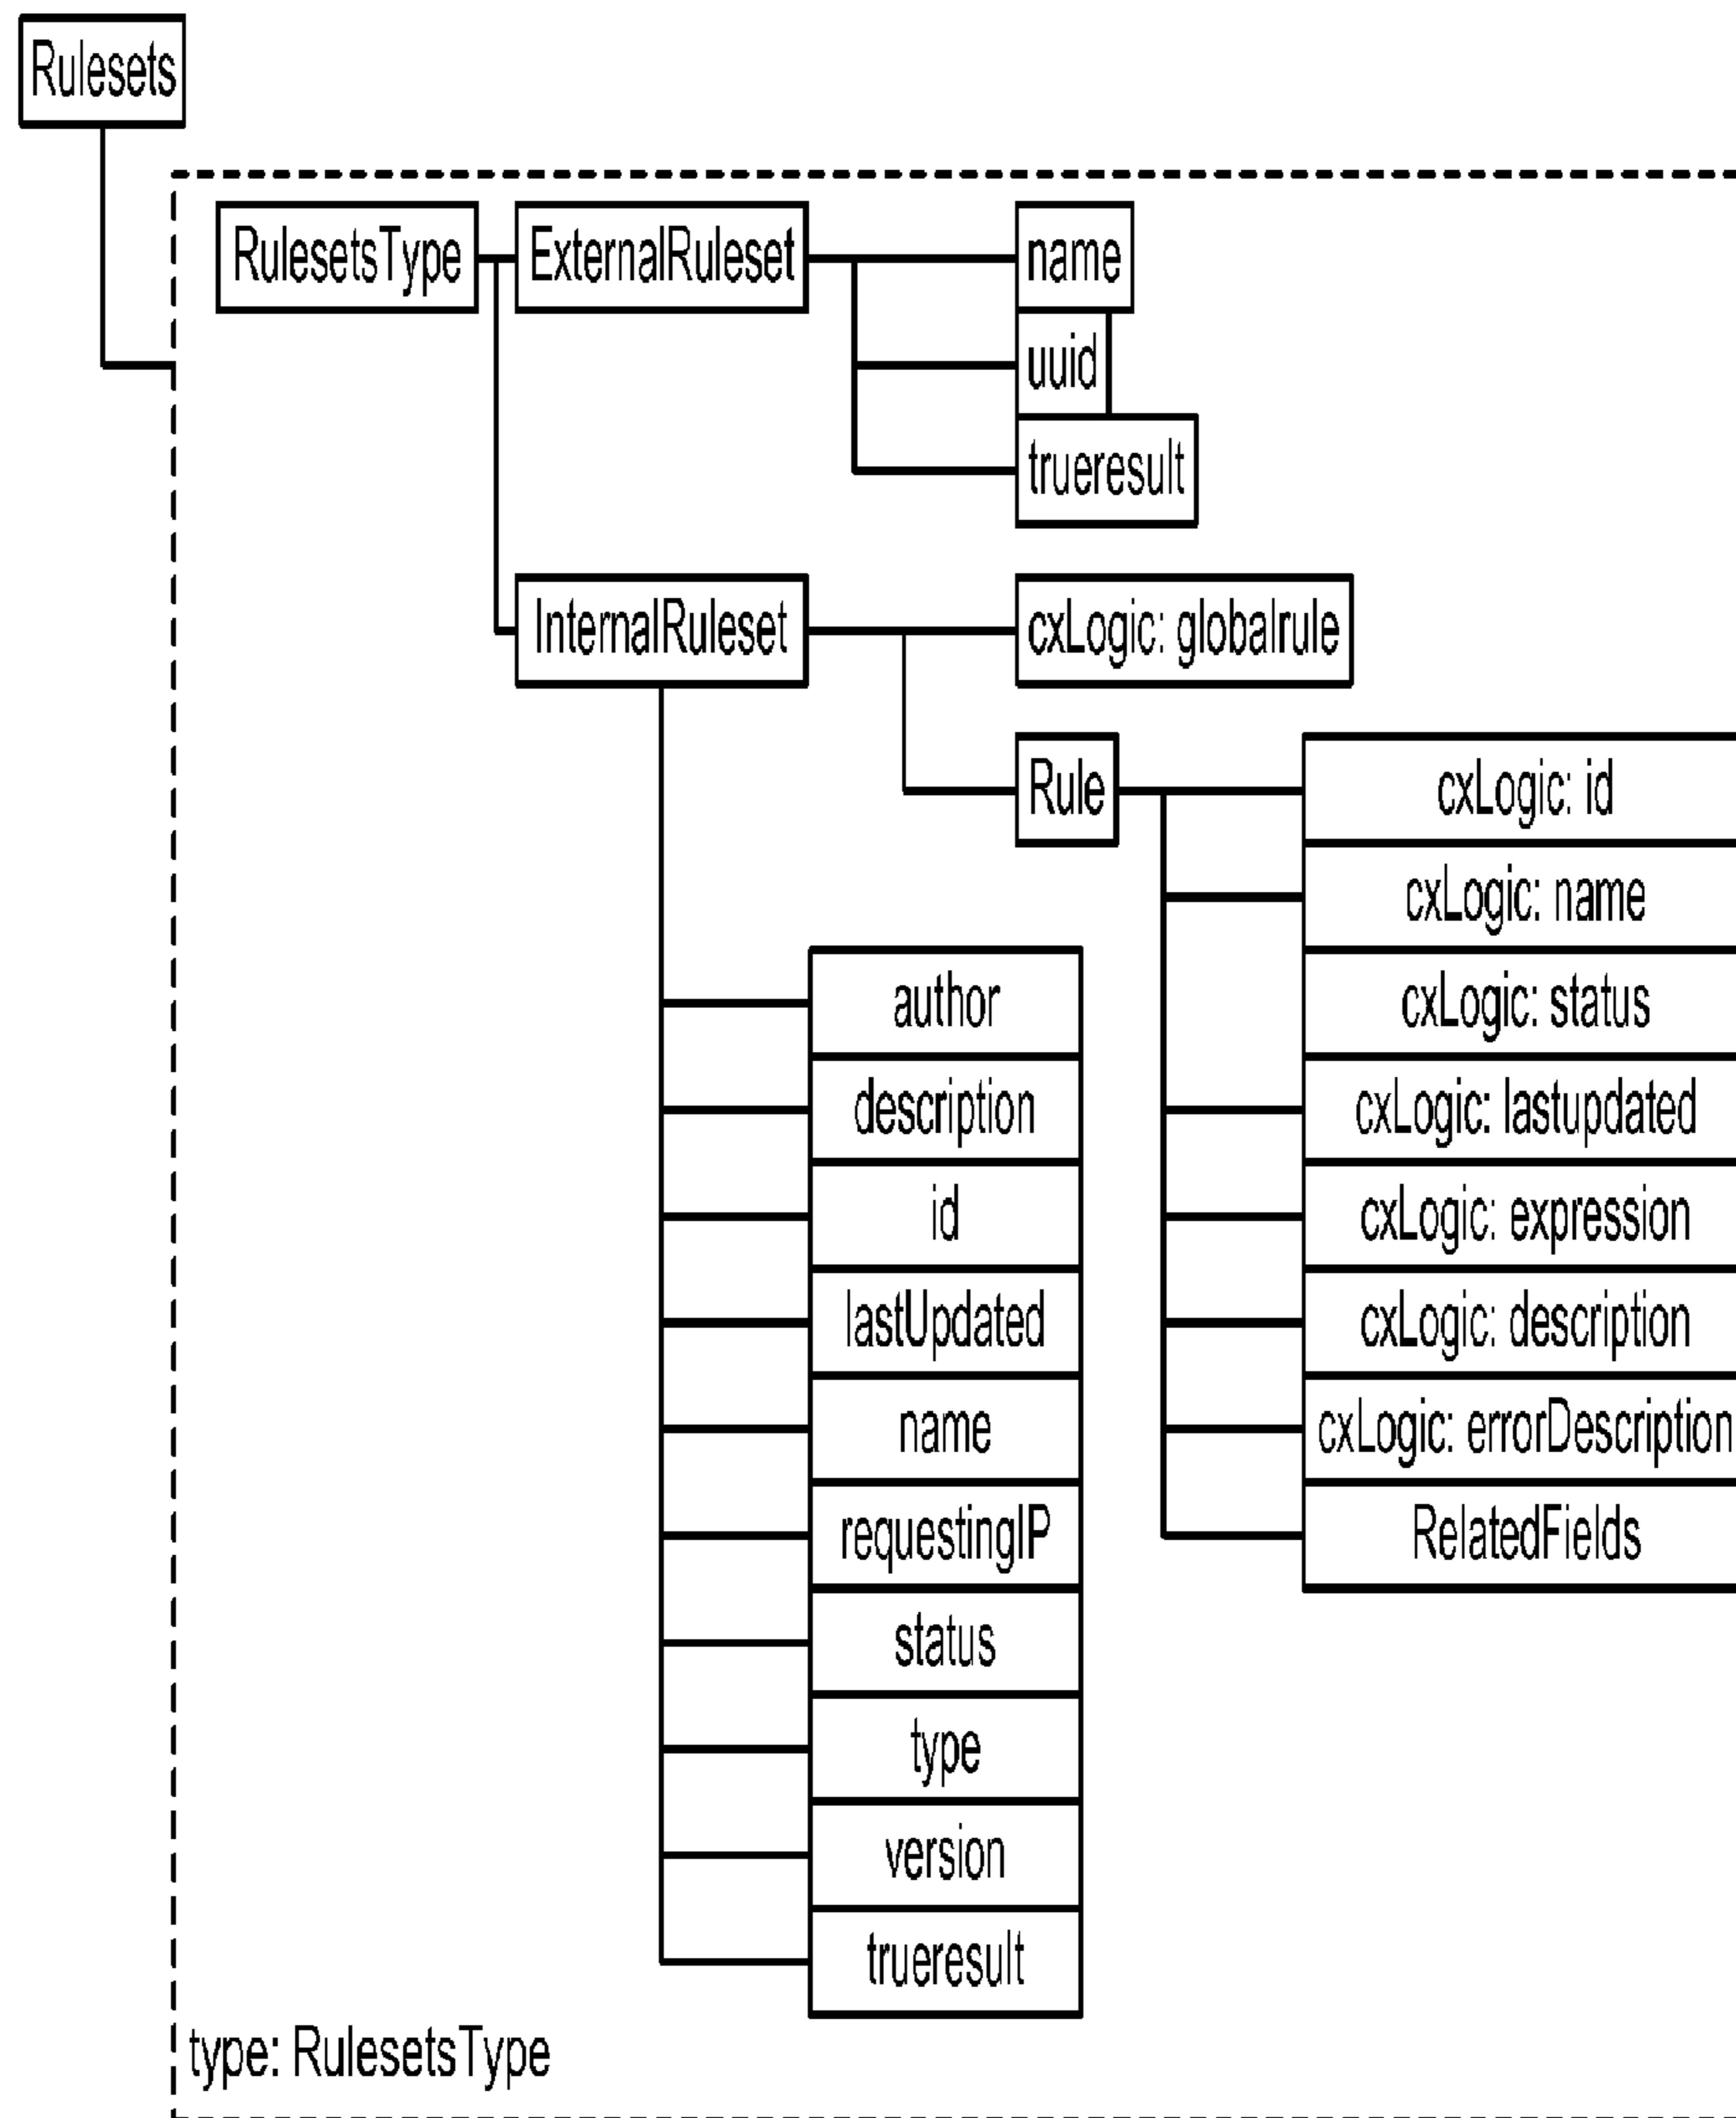 Rulesets
RulesetsType
ExternalRuleset
name
uuid
trueresult
InternalRuleset
cxLogic: globalrule
Rule
cxLogic: id
cxLogic: name
cxLogic: status
cxLogic: lastupdated
cxLogic: expression
cxLogic: description
cxLogic: errorDescription
RelatedFields
author
description
id
lastUpdated
name
requestingIP
status
type
version
trueresult
type: RulesetsType